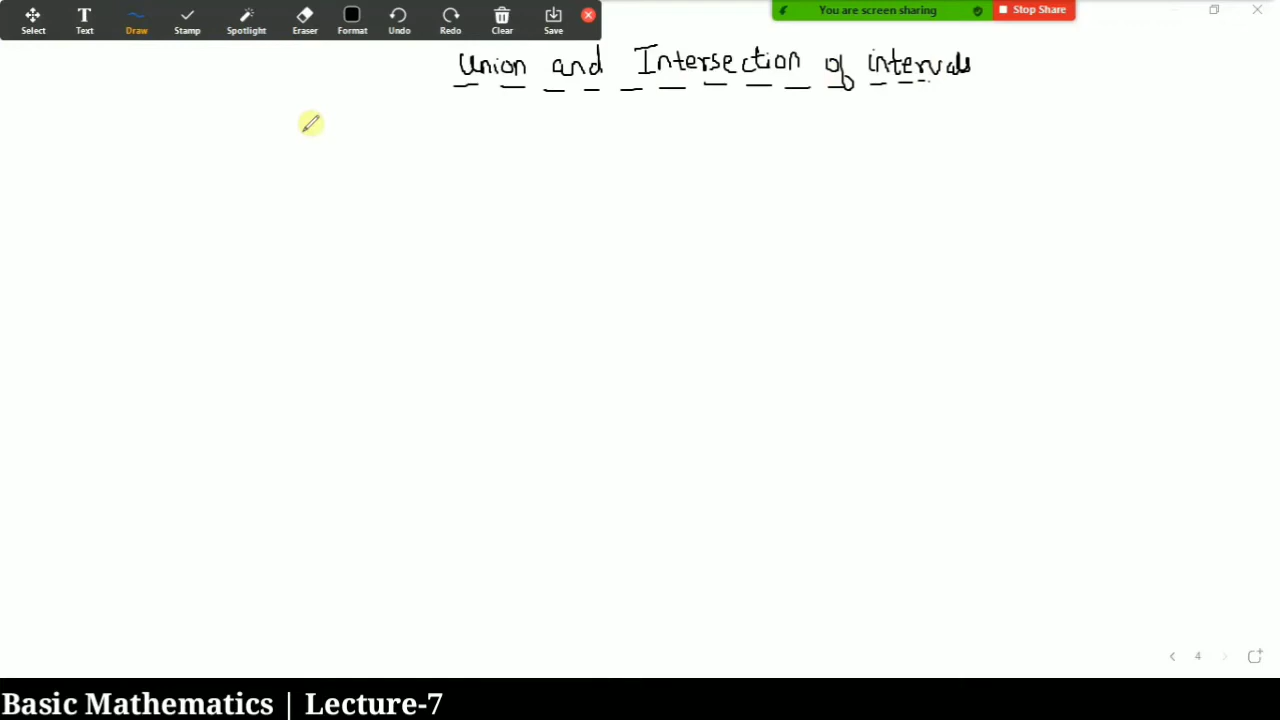 Select Text Draw Stamp Spotlight Eraser Format Undo Redo Clear Save
You are screen sharing Stop Share
Union and Intersection of intervals
4
Basic Mathematics | Lecture-7